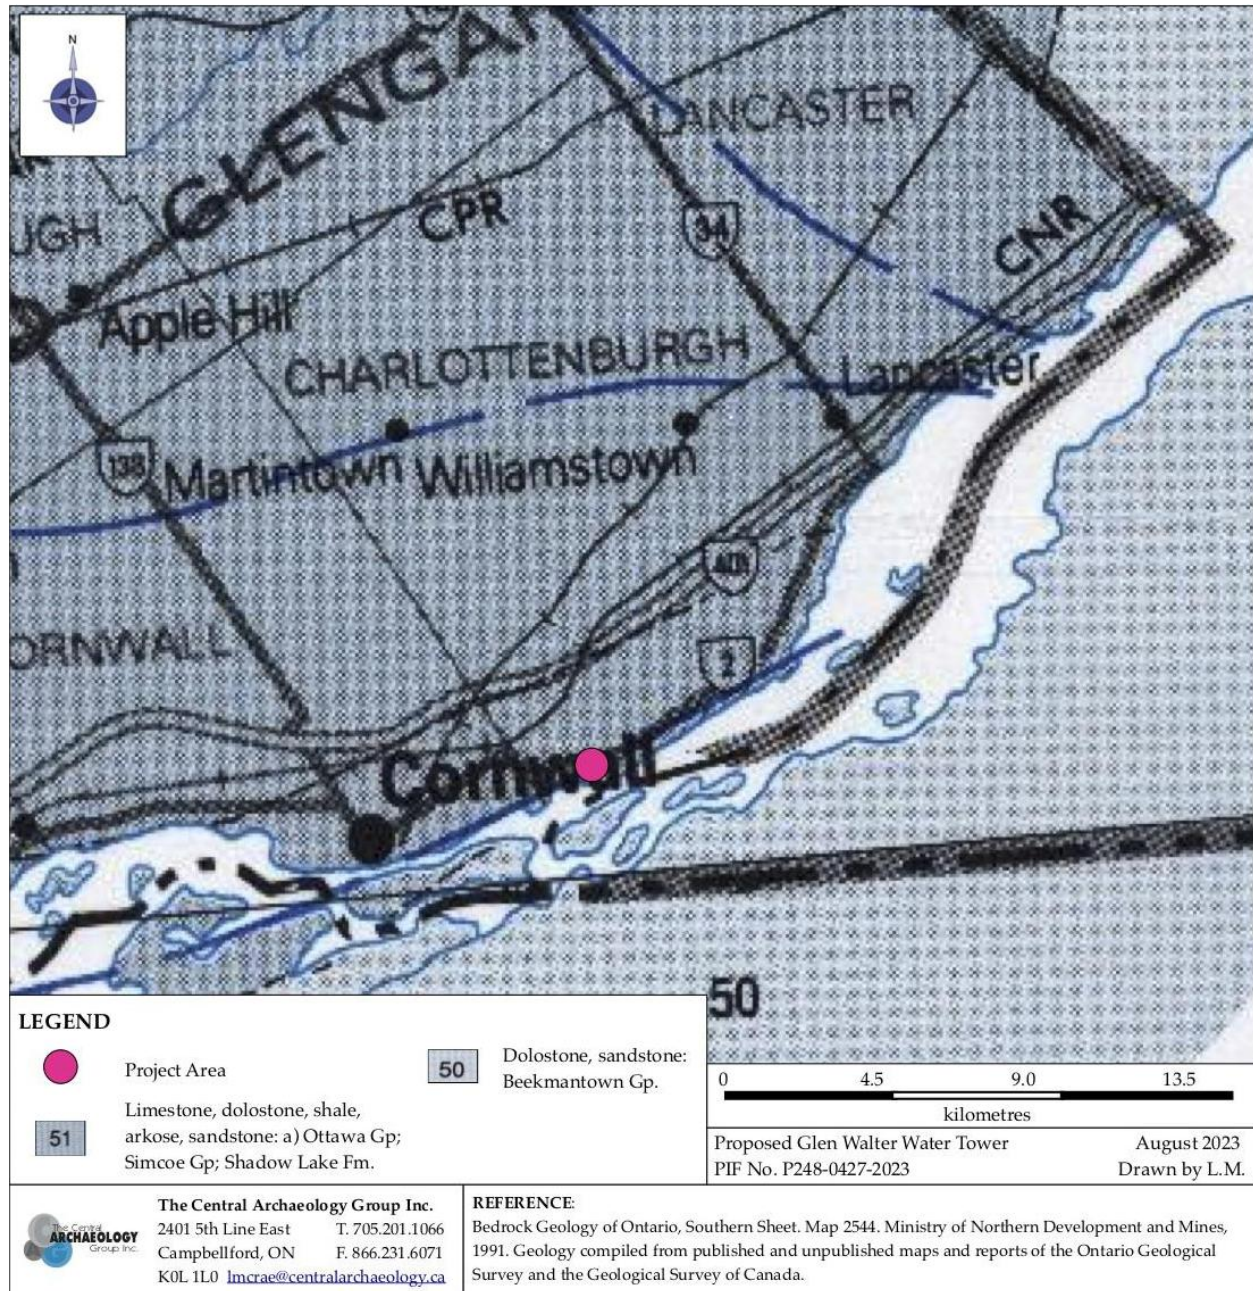 N
GLENGAR
LANCASTER
UGH
CPR
34
CNR
Apple Hill
CHARLOTTENBURGH
Lancaster
138
Martintown
Williamstown
401
ORNWALL
2
Cornwall
50
LEGEND
Project Area
50
Dolostone, sandstone:
Beekmantown Gp.
51
Limestone, dolostone, shale,
arkose, sandstone: a) Ottawa Gp;
Simcoe Gp; Shadow Lake Fm.
0 4.5 9.0 13.5
kilometres
Proposed Glen Walter Water Tower August 2023
PIF No. P248-0427-2023 Drawn by L.M.
The Central
ARCHAEOLOGY
Group Inc.
The Central Archaeology Group Inc.
2401 5th Line East T. 705.201.1066
Campbellford, ON F. 866.231.6071
K0L 1L0 lmcrae@centralarchaeology.ca
REFERENCE:
Bedrock Geology of Ontario, Southern Sheet. Map 2544. Ministry of Northern Development and Mines,
1991. Geology compiled from published and unpublished maps and reports of the Ontario Geological
Survey and the Geological Survey of Canada.